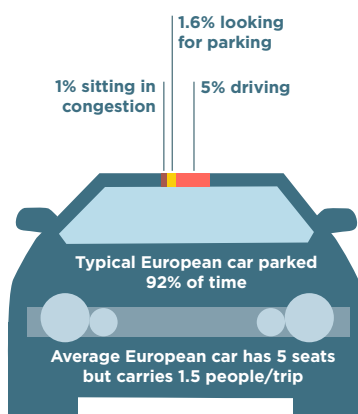 1.6% looking
for parking
1% sitting in
congestion
5% driving
Typical European car parked
92% of time
Average European car has 5 seats
but carries 1.5 people/trip